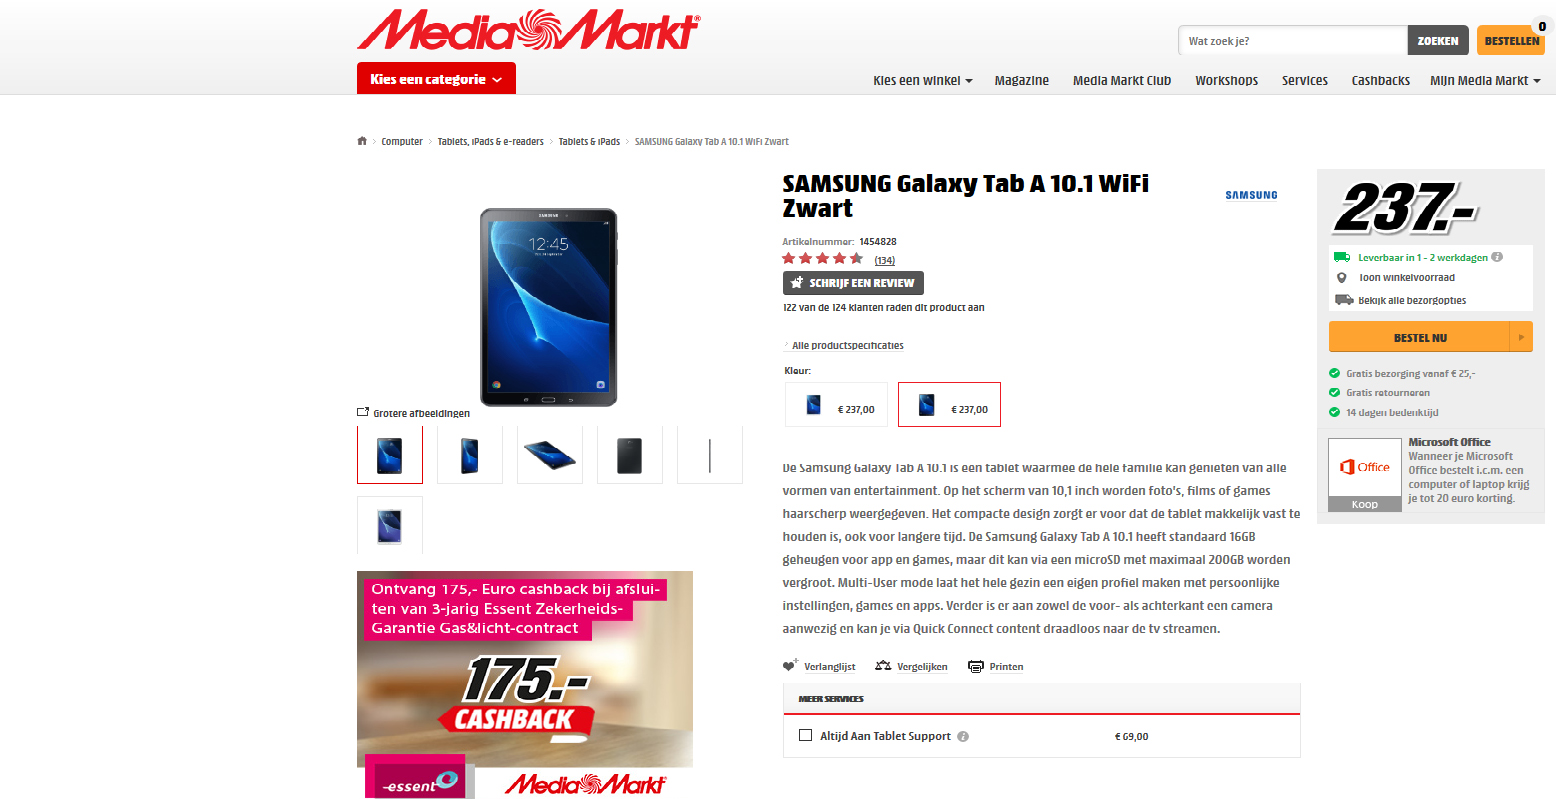 Media Markt®
Wat zoek je?
ZOEKEN
BESTELLEN
0
Kies een categorie
Kies een winkel
Magazine
Media Markt Club
Workshops
Services
Cashbacks
Mijn Media Markt
Computer
Tablets, iPads & e-readers
Tablets & iPads
SAMSUNG Galaxy Tab A 10.1 WiFi Zwart
SAMSUNG
12:45
Grotere afbeeldingen
SAMSUNG Galaxy Tab A 10.1 WiFi
Zwart
SAMSUNG
Artikelnummer: 1454828
(134)
SCHRIJF EEN REVIEW
122 van de 124 klanten raden dit product aan
Alle productspecificaties
Kleur:
€ 237,00
€ 237,00
De Samsung Galaxy Tab A 10.1 is een tablet waarmee de hele familie kan genieten van alle
vormen van entertainment. Op het scherm van 10,1 inch worden foto's, films of games
haarscherp weergegeven. Het compacte design zorgt er voor dat de tablet makkelijk vast te
houden is, ook voor langere tijd. De Samsung Galaxy Tab A 10.1 heeft standaard 16GB
geheugen voor app en games, maar dit kan via een microSD met maximaal 200GB worden
vergroot. Multi-User mode laat het hele gezin een eigen profiel maken met persoonlijke
instellingen, games en apps. Verder is er aan zowel de voor- als achterkant een camera
aanwezig en kan je via Quick Connect content draadloos naar de tv streamen.
Verlanglijst
Vergelijken
Printen
MEER SERVICES
Altijd Aan Tablet Support
€ 69,00
237.-
Leverbaar in 1 - 2 werkdagen
Toon winkelvoorraad
Bekijk alle bezorgopties
BESTEL NU
Gratis bezorging vanaf € 25,-
Gratis retourneren
14 dagen bedenktijd
Office
Koop
Microsoft Office
Wanneer je Microsoft
Office bestelt i.c.m. een
computer of laptop krijg
je tot 20 euro korting.
Ontvang 175,- Euro cashback bij afslui-
ten van 3-jarig Essent Zekerheids-
Garantie Gas&licht-contract
175.-
CASHBACK
essent
Media Markt